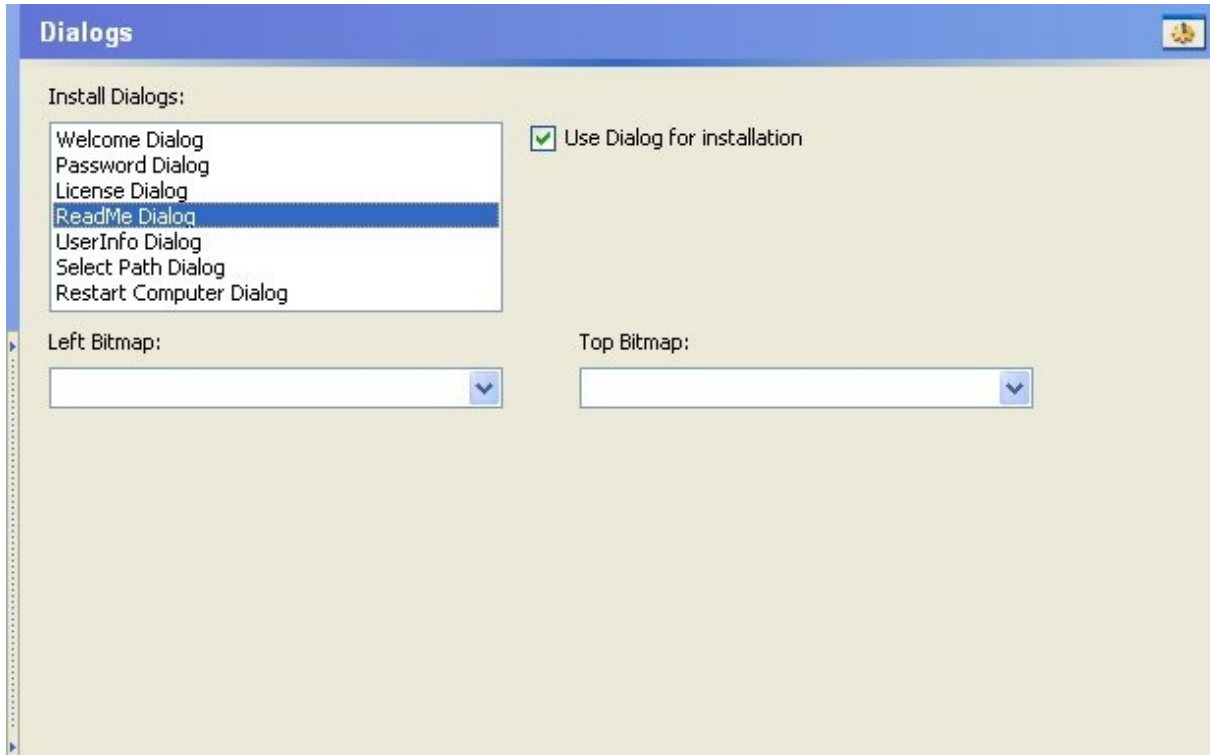 Dialogs
Install Dialogs:
Welcome Dialog
Password Dialog
License Dialog
ReadMe Dialog
UserInfo Dialog
Select Path Dialog
Restart Computer Dialog
Use Dialog for installation
Left Bitmap:
Top Bitmap: